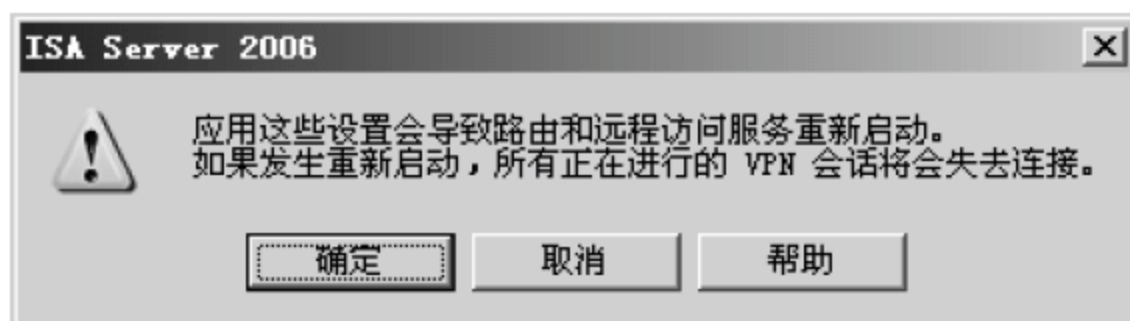 ISA Server 2006
应用这些设置会导致路由和远程访问服务重新启动。
如果发生重新启动，所有正在进行的 VPN 会话将会失去连接。
确定 取消 帮助